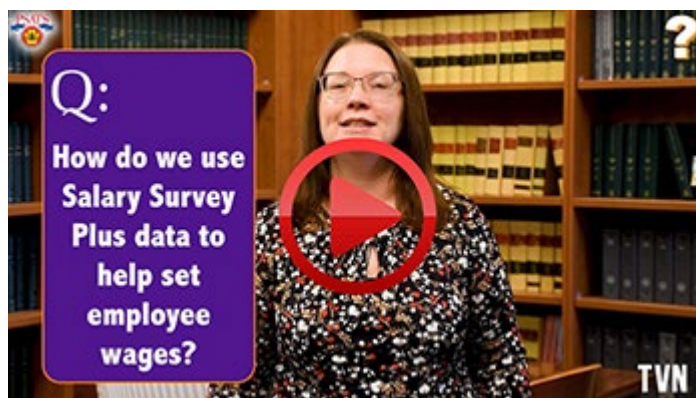 Q:
How do we use
Salary Survey
Plus data to
help set
employee
wages?
?
TVN